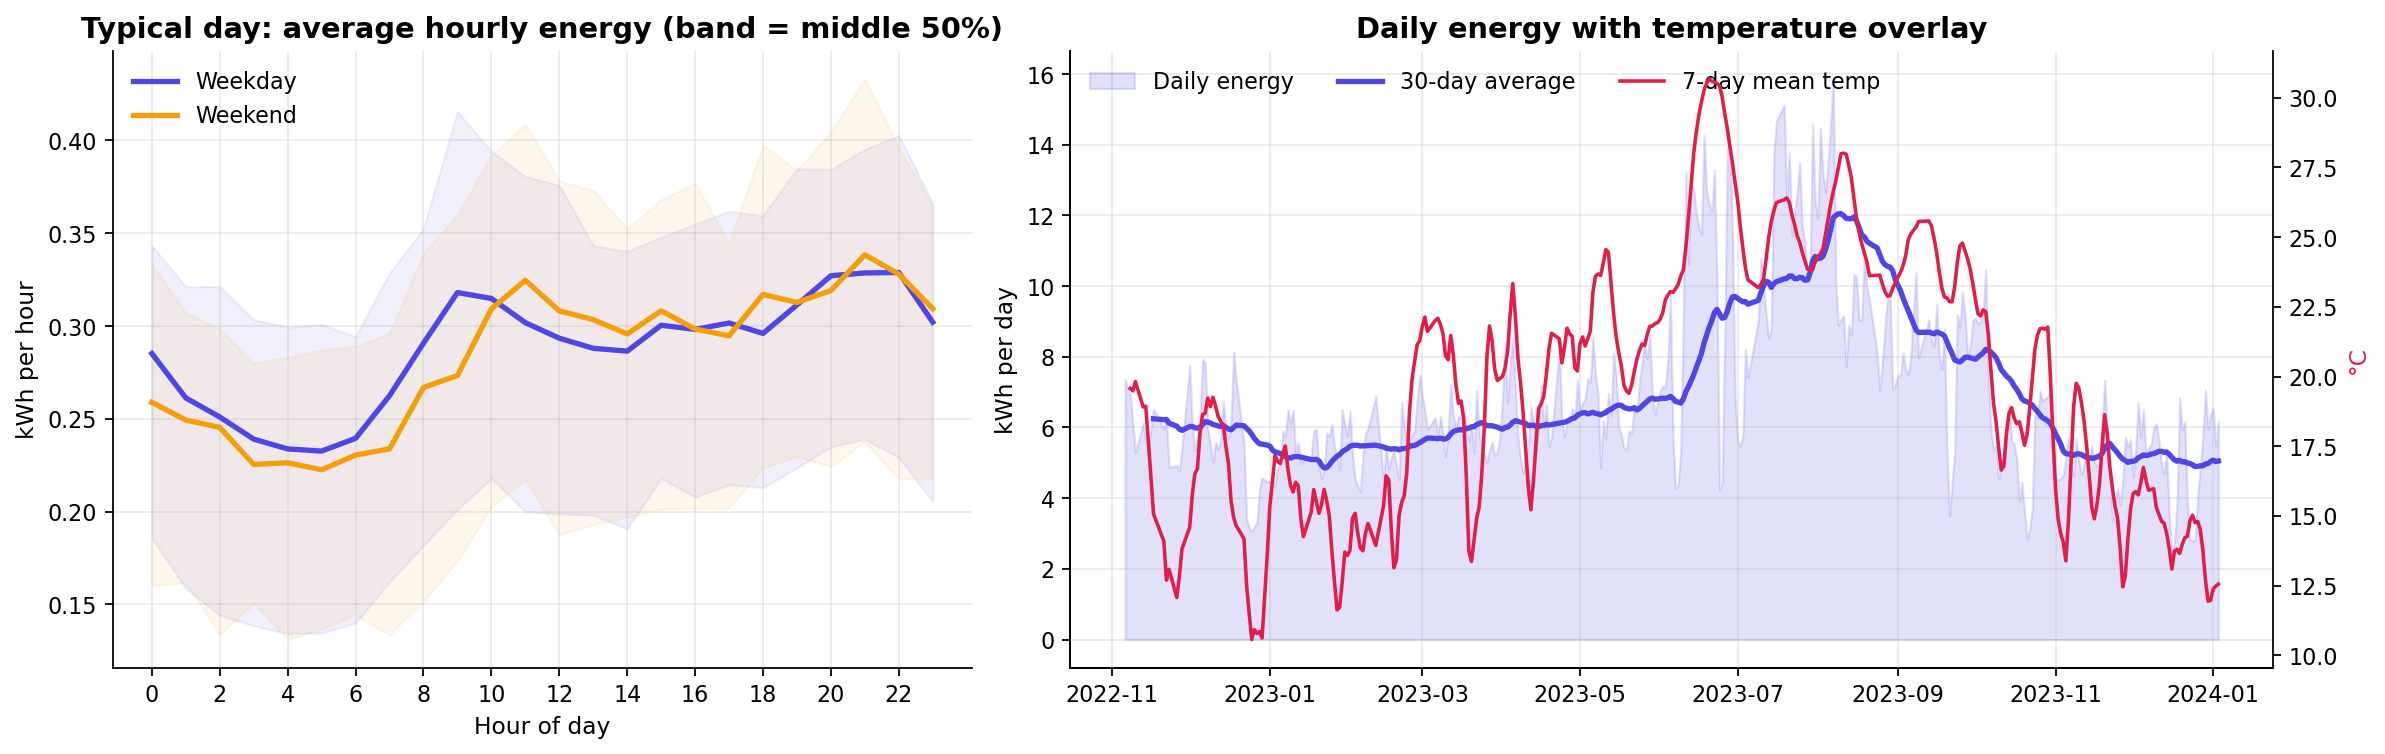 Typical day: average hourly energy (band = middle 50%)
Weekday
Weekend
kWh per hour
0.40
0.35
0.30
0.25
0.20
0.15
0 2 4 6 8 10 12 14 16 18 20 22
Hour of day
Daily energy with temperature overlay
Daily energy 30-day average 7-day mean temp
kWh per day
16
14
12
10
8
6
4
2
0
30.0
27.5
25.0
22.5
20.0
17.5
15.0
12.5
10.0
°C
2022-11 2023-01 2023-03 2023-05 2023-07 2023-09 2023-11 2024-01